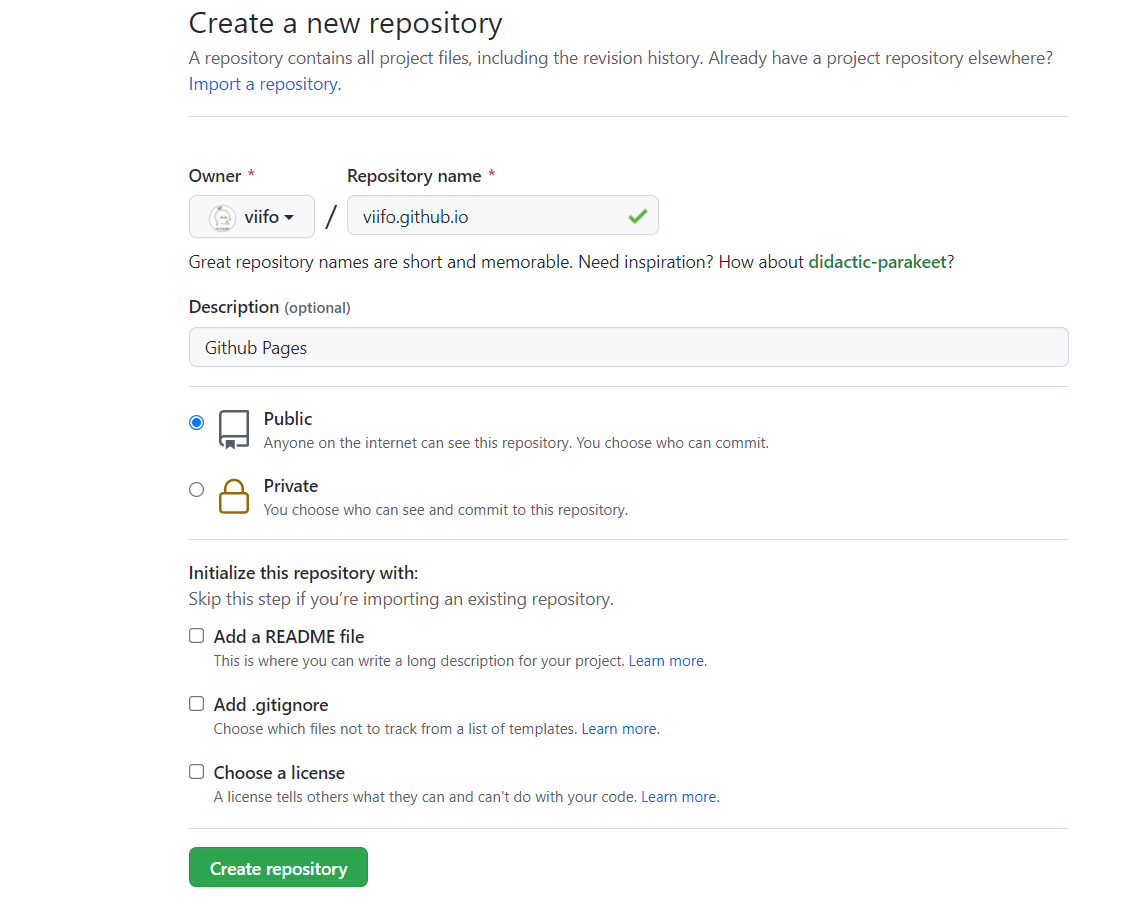 Create a new repository
A repository contains all project files, including the revision history. Already have a project repository elsewhere?
Import a repository.
Owner *
Repository name *
viifo
/
viifo.github.io
Great repository names are short and memorable. Need inspiration? How about didactic-parakeet?
Description (optional)
Github Pages
Public
Anyone on the internet can see this repository. You choose who can commit.
Private
You choose who can see and commit to this repository.
Initialize this repository with:
Skip this step if you’re importing an existing repository.
Add a README file
This is where you can write a long description for your project. Learn more.
Add .gitignore
Choose which files not to track from a list of templates. Learn more.
Choose a license
A license tells others what they can and can't do with your code. Learn more.
Create repository